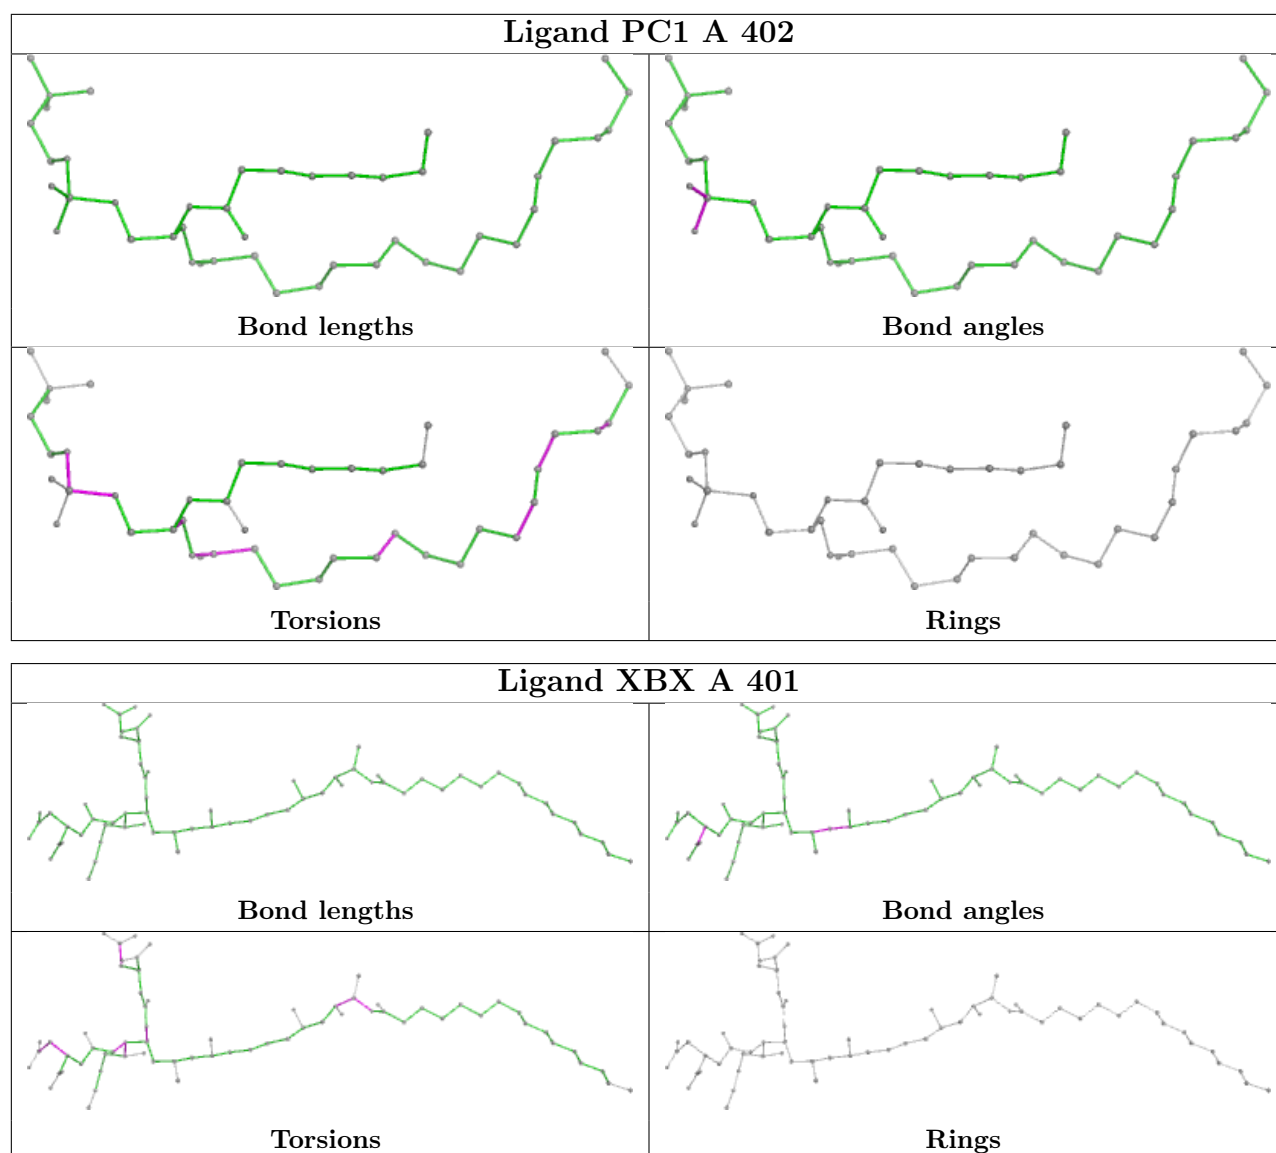 Ligand PC1 A 402
Bond lengths
Bond angles
Torsions
Rings
Ligand XBX A 401
Bond lengths
Bond angles
Torsions
Rings